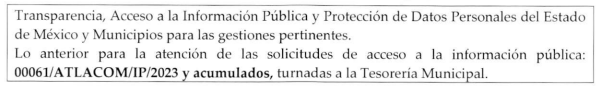 Transparencia, Acceso a la Información Pública y Protección de Datos Personales del Estado
de México y Municipios para las gestiones pertinentes.
Lo anterior para la atención de las solicitudes de acceso a la información pública:
00061/ATLACOM/IP/2023 y acumulados, turnadas a la Tesorería Municipal.